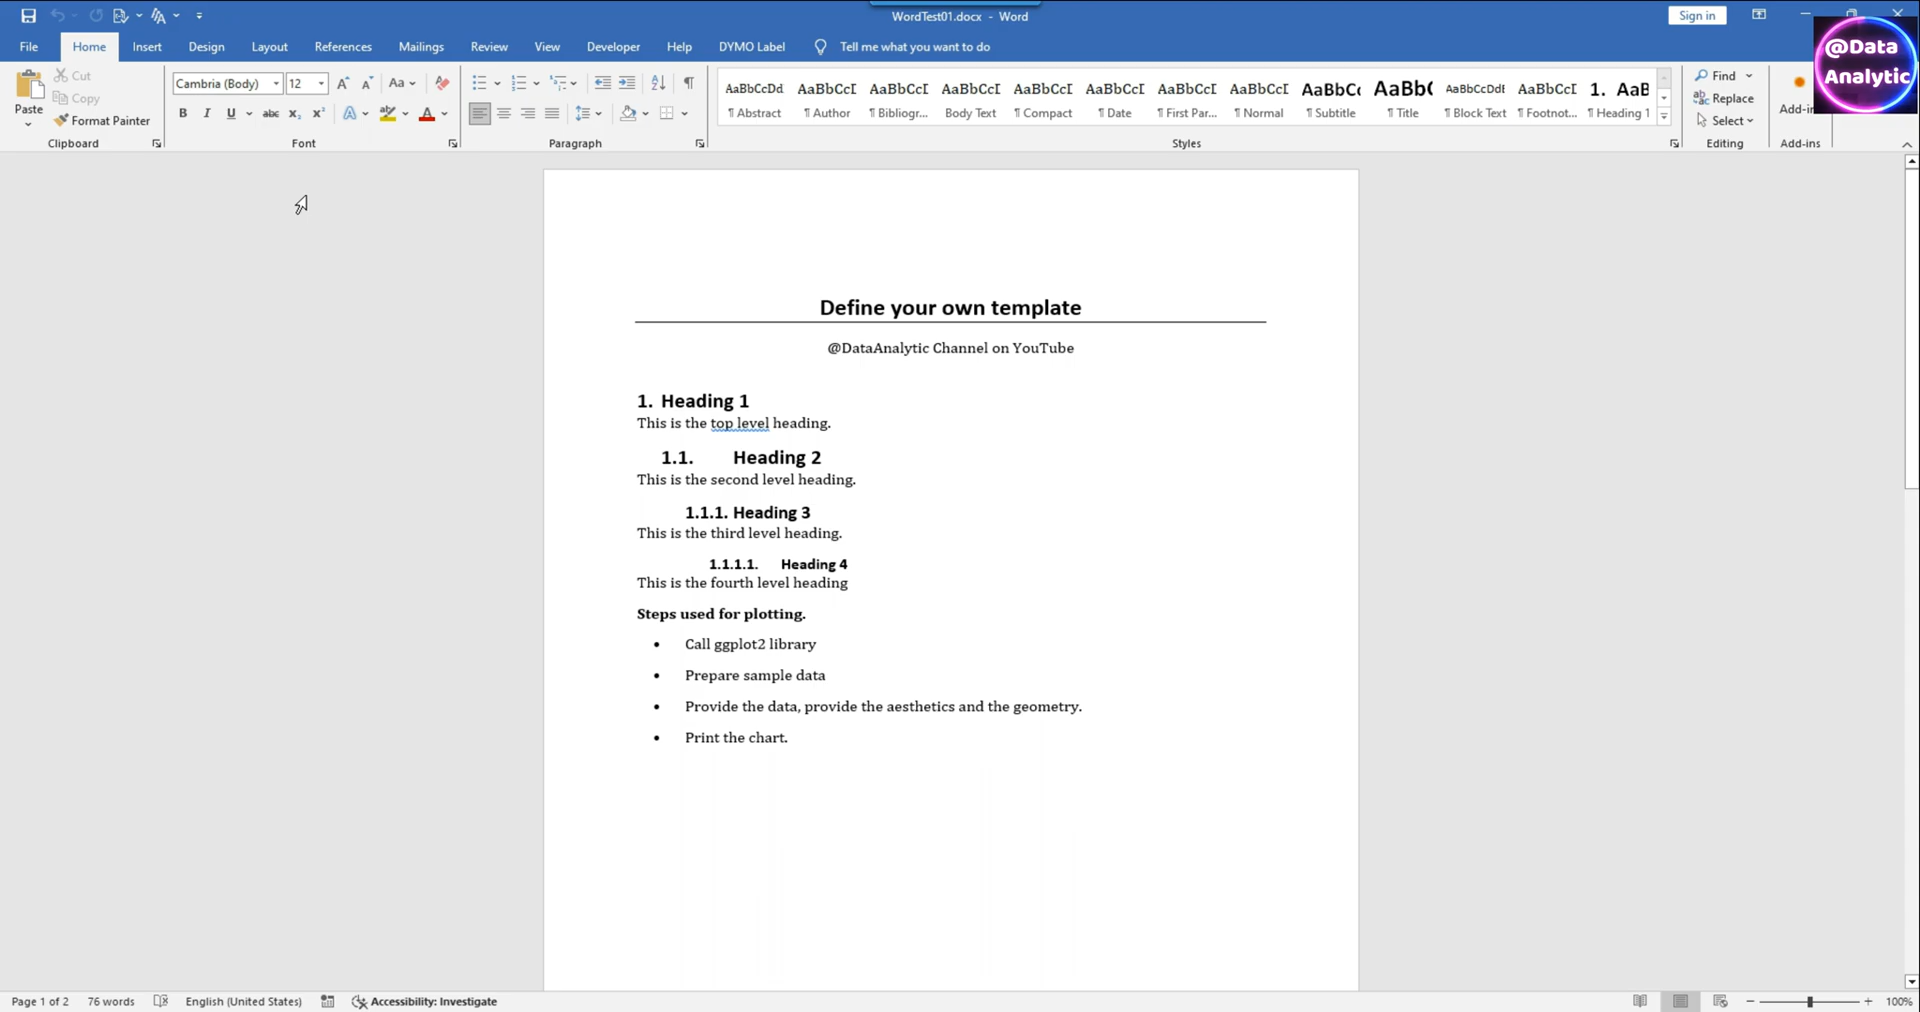 WordTest01.docx - Word
Sign in
File Home Insert Design Layout References Mailings Review View Developer Help DYMO Label Tell me what you want to do
@Data
Analytic
Paste
Cut
Copy
Format Painter
Clipboard
Cambria (Body) 12
Font
Paragraph
AaBbCcDd AaBbCcI AaBbCcI AaBbCcI AaBbCcI AaBbCcI AaBbCcI AaBbCcI AaBbCc AaBb( AaBbCcDdI AaBbCcI 1. AaB
¶ Abstract ¶ Author ¶ Bibliogr... Body Text ¶ Compact ¶ Date ¶ First Par... ¶ Normal ¶ Subtitle ¶ Title ¶ Block Text ¶ Footnot... ¶ Heading 1
Styles
Find
Replace
Select
Editing
Add-in
Add-ins
Define your own template
@DataAnalytic Channel on YouTube
1. Heading 1
This is the top level heading.
1.1. Heading 2
This is the second level heading.
1.1.1. Heading 3
This is the third level heading.
1.1.1.1. Heading 4
This is the fourth level heading
Steps used for plotting.
• Call ggplot2 library
• Prepare sample data
• Provide the data, provide the aesthetics and the geometry.
• Print the chart.
Page 1 of 2 76 words English (United States) Accessibility: Investigate 100%